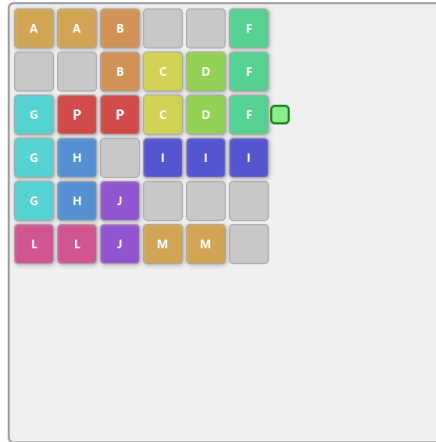 A A B F
B C D F
G P P C D F
G H I I I
G H J
L L J M M